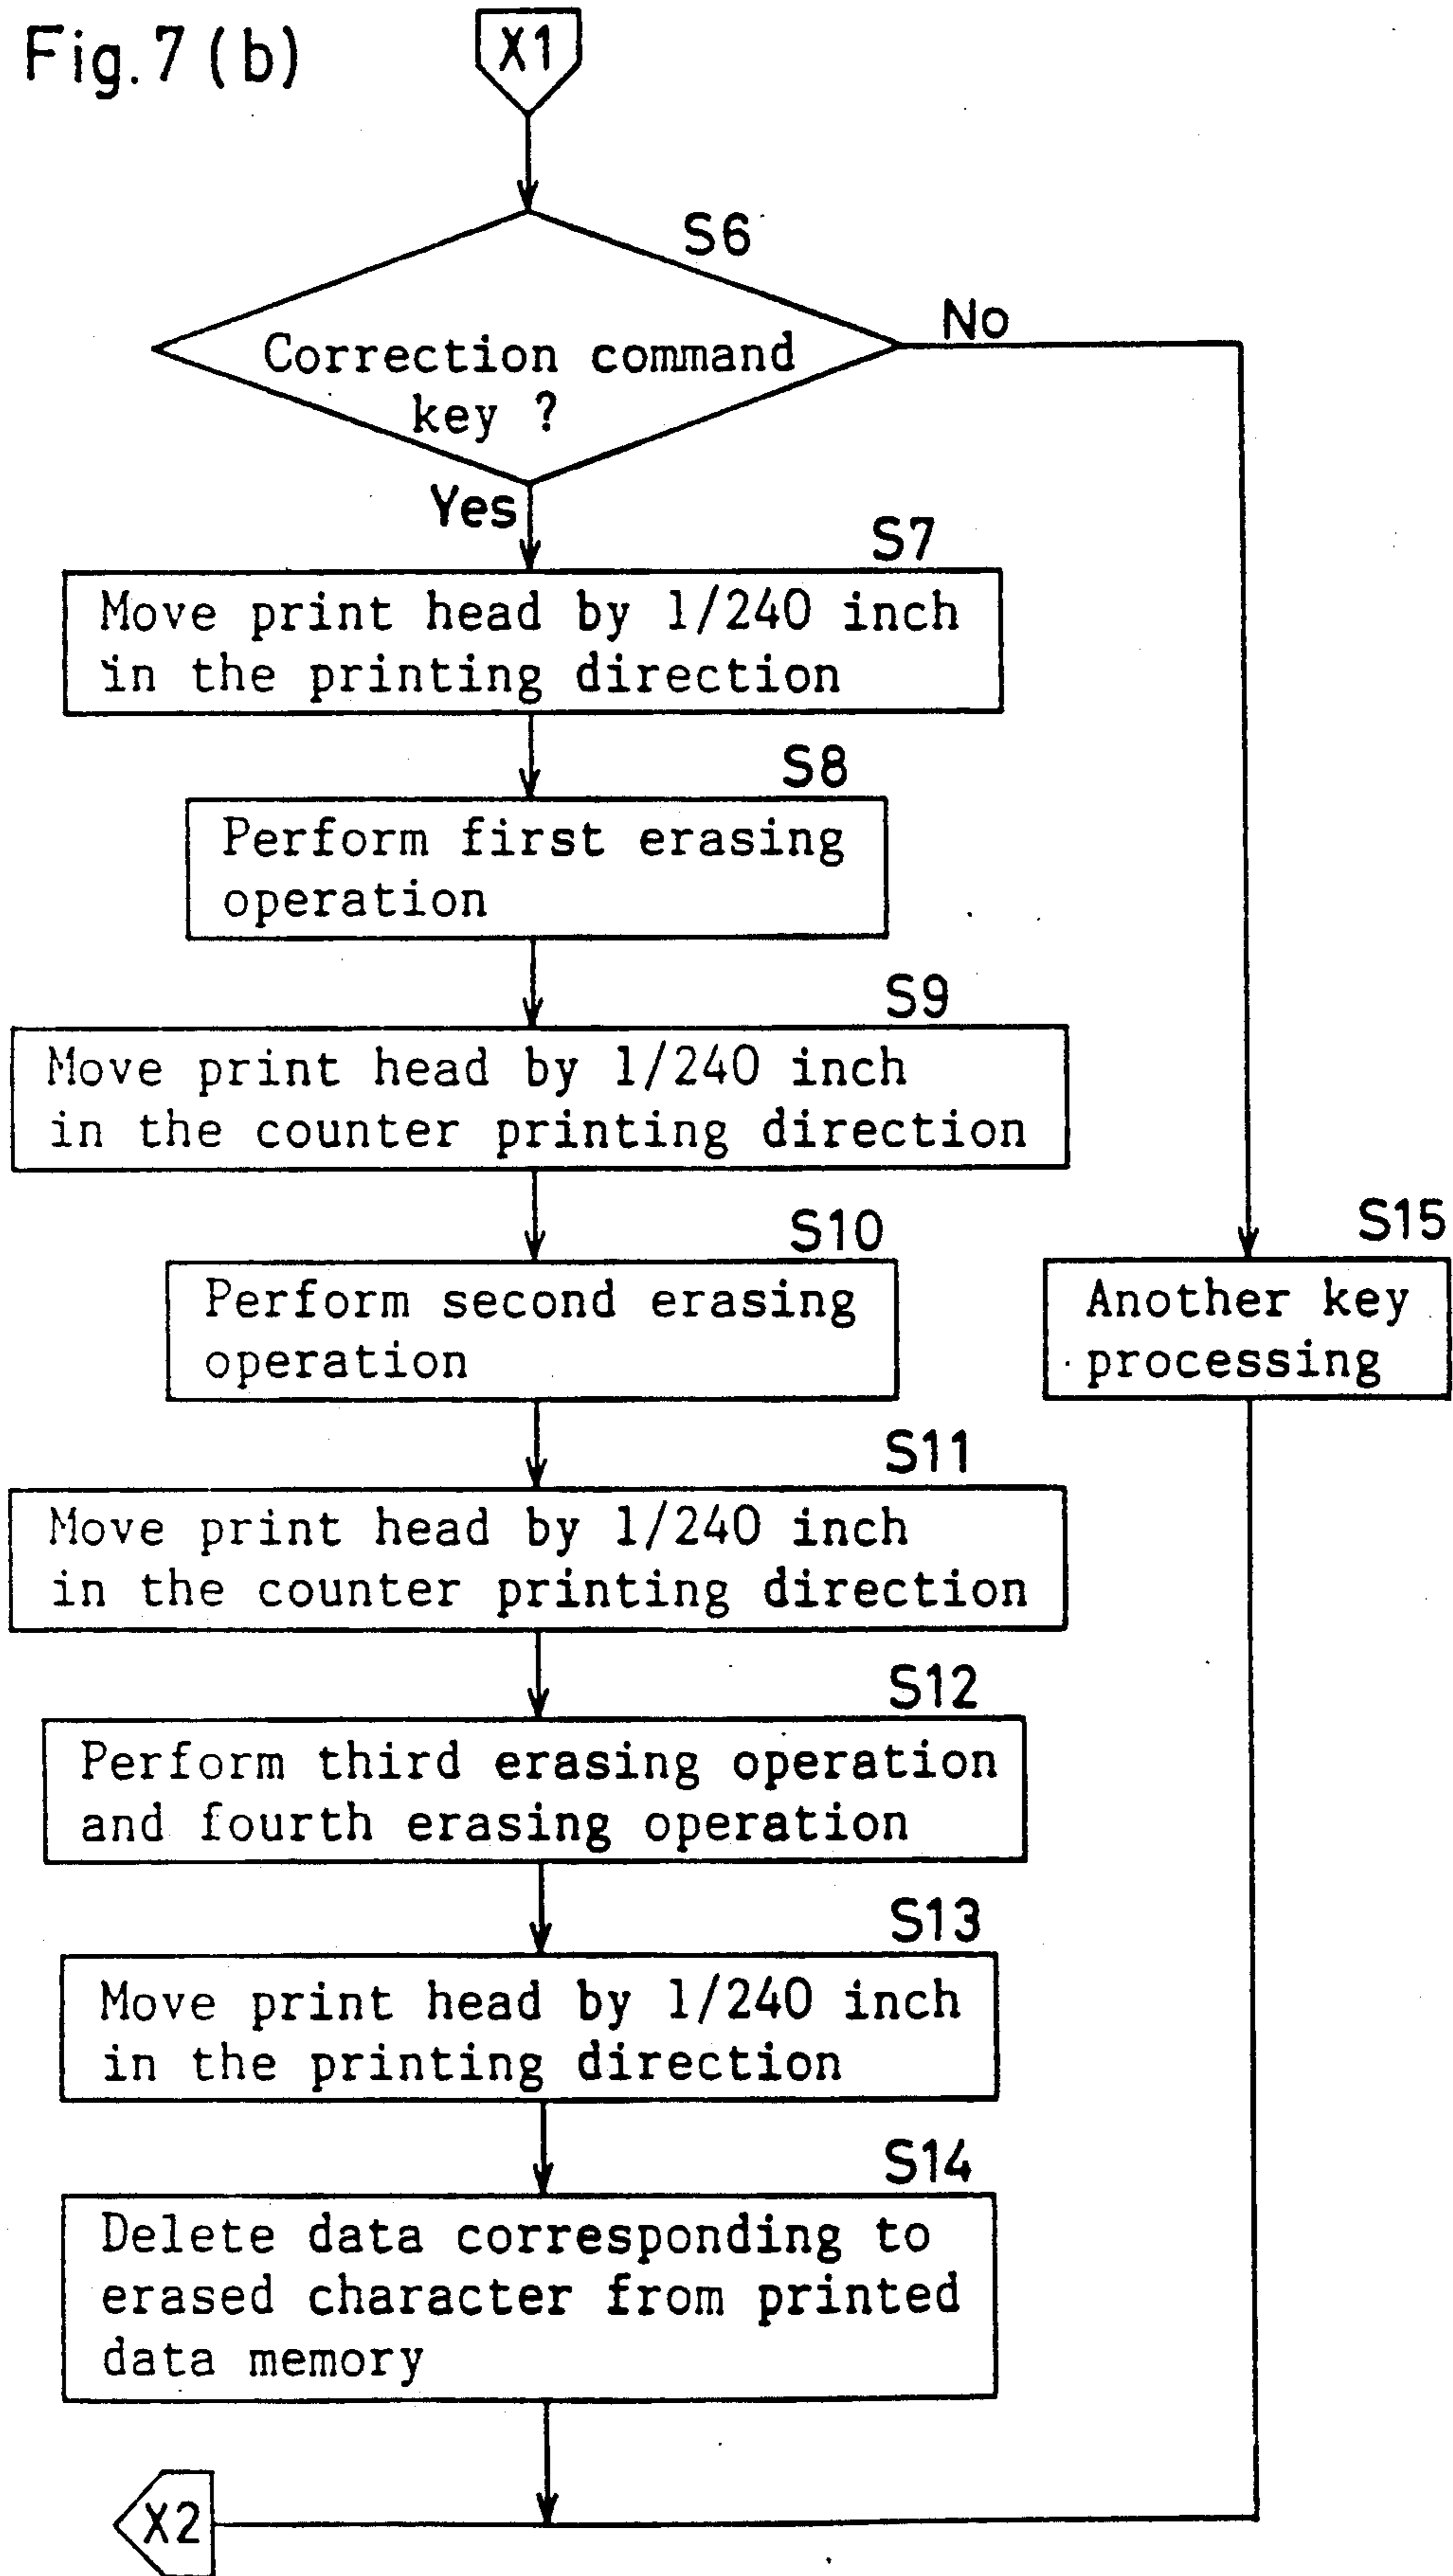 Fig.7 (b)
X1
S6
Correction command
key ?
No
Yes
S7
Move print head by 1/240 inch
in the printing direction
S8
Perform first erasing
operation
S9
Move print head by 1/240 inch
in the counter printing direction
S10
Perform second erasing
operation
S15
Another key
processing
S11
Move print head by 1/240 inch
in the counter printing direction
S12
Perform third erasing operation
and fourth erasing operation
S13
Move print head by 1/240 inch
in the printing direction
S14
Delete data corresponding to
erased character from printed
data memory
X2